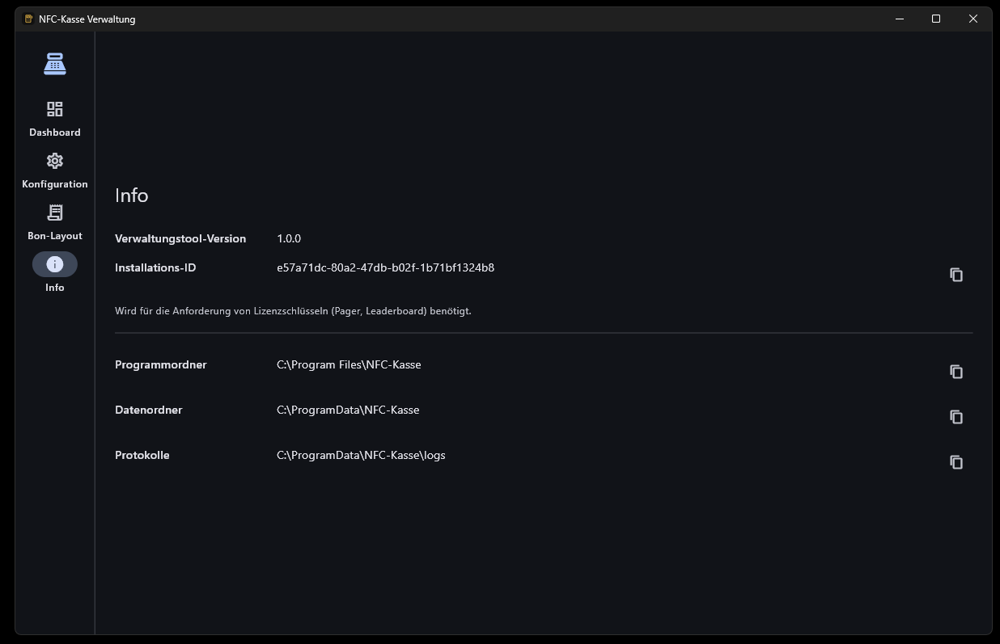 NFC-Kasse Verwaltung
Dashboard
Konfiguration
Bon-Layout
Info
Info
Verwaltungstool-Version 1.0.0
Installations-ID e57a71dc-80a2-47db-b02f-1b71bf1324b8
Wird für die Anforderung von Lizenzschlüsseln (Pager, Leaderboard) benötigt.
Programmordner C:\Program Files\NFC-Kasse
Datenordner C:\ProgramData\NFC-Kasse
Protokolle C:\ProgramData\NFC-Kasse\logs